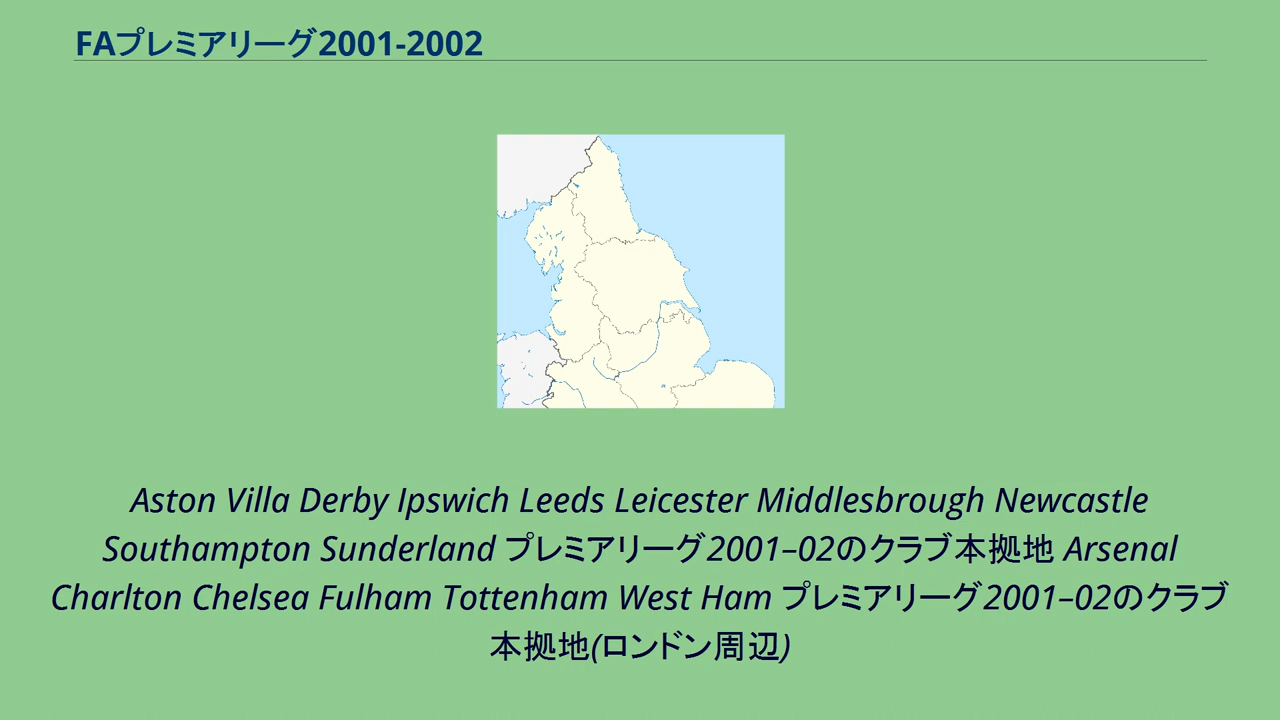 FAプレミアリーグ2001-2002
Aston Villa Derby Ipswich Leeds Leicester Middlesbrough Newcastle
Southampton Sunderland プレミアリーグ2001–02のクラブ本拠地 Arsenal
Charlton Chelsea Fulham Tottenham West Ham プレミアリーグ2001–02のクラブ
本拠地(ロンドン周辺)